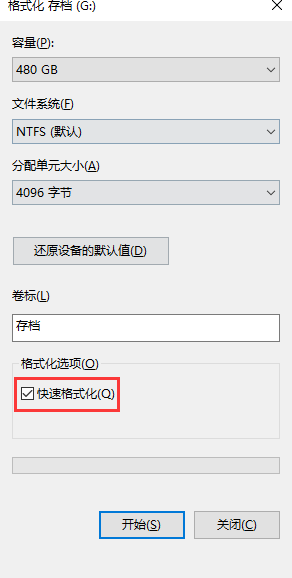 格式化 存档 (G:)
容量(P):
480 GB
文件系统(F)
NTFS (默认)
分配单元大小(A)
4096 字节
还原设备的默认值(D)
卷标(L)
存档
格式化选项(O)
快速格式化(Q)
开始(S)
关闭(C)